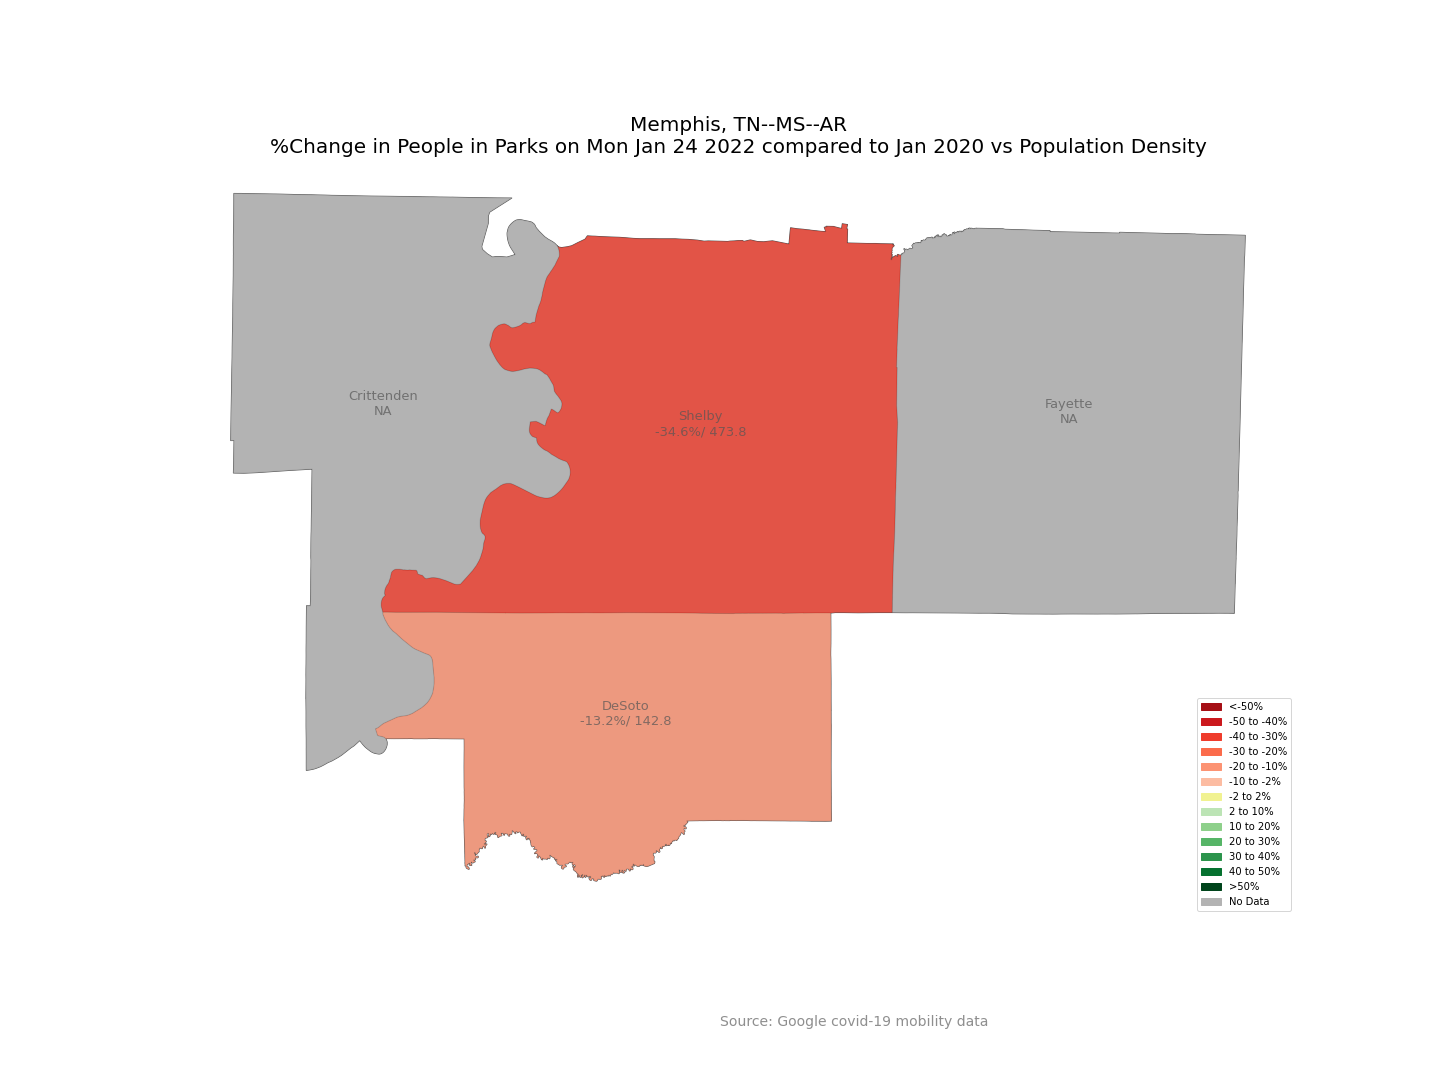 Memphis, TN--MS--AR
%Change in People in Parks on Mon Jan 24 2022 compared to Jan 2020 vs Population Density
Crittenden
NA
Shelby
-34.6%/ 473.8
Fayette
NA
DeSoto
-13.2%/ 142.8
<-50%
-50 to -40%
-40 to -30%
-30 to -20%
-20 to -10%
-10 to -2%
-2 to 2%
2 to 10%
10 to 20%
20 to 30%
30 to 40%
40 to 50%
>50%
No Data
Source: Google covid-19 mobility data